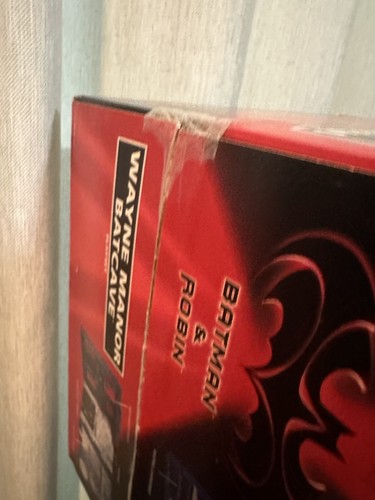 WAYNE MANOR
BATCAVE
BATMAN
&
ROBIN